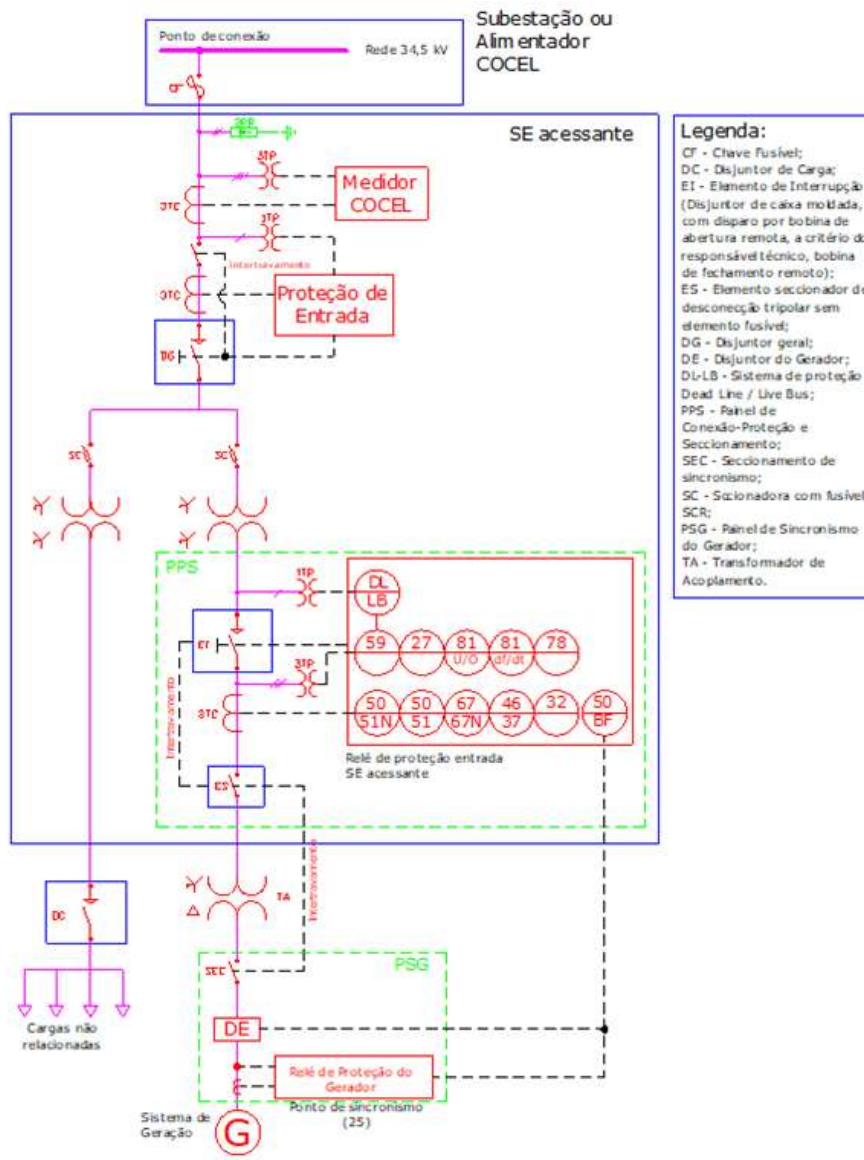 Subestação ou
Alimentador
COCEL
Ponto de conexão
Rede 34,5 kV
CF
SE acessante
3PR
3TP
Medidor
COCEL
3TC
3TP
Intertravamento
3TC
Proteção de
Entrada
DG
SC
SC
PPS
1TP
DL
LB
59
27
81
U/O
81
df/dt
78
EI
3TP
3TC
50
51N
50
51
67
67N
46
37
32
50
BF
Intertravamento
Relé de proteção entrada
SE acessante
ES
Intertravamento
TA
DC
SEC
PSG
Cargas não
relacionadas
DE
Relé de Proteção do
Gerador
Ponto de sincronismo
(25)
Sistema de
Geração
G
Legenda:
CF - Chave Fusível;
DC - Disjuntor de Carga;
EI - Elemento de Interrupção
(Disjuntor de caixa moldada,
com disparo por bobina de
abertura remota, a critério do
responsável técnico, bobina
de fechamento remoto);
ES - Elemento seccionador de
desconecção tripolar sem
elemento fusível;
DG - Disjuntor geral;
DE - Disjuntor do Gerador;
DL-LB - Sistema de proteção
Dead Line / Live Bus;
PPS - Painel de
Conexão-Proteção e
Seccionamento;
SEC - Seccionamento de
sincronismo;
SC - Sccionadora com fusível
SCR;
PSG - Painel de Sincronismo
do Gerador;
TA - Transformador de
Acoplamento.